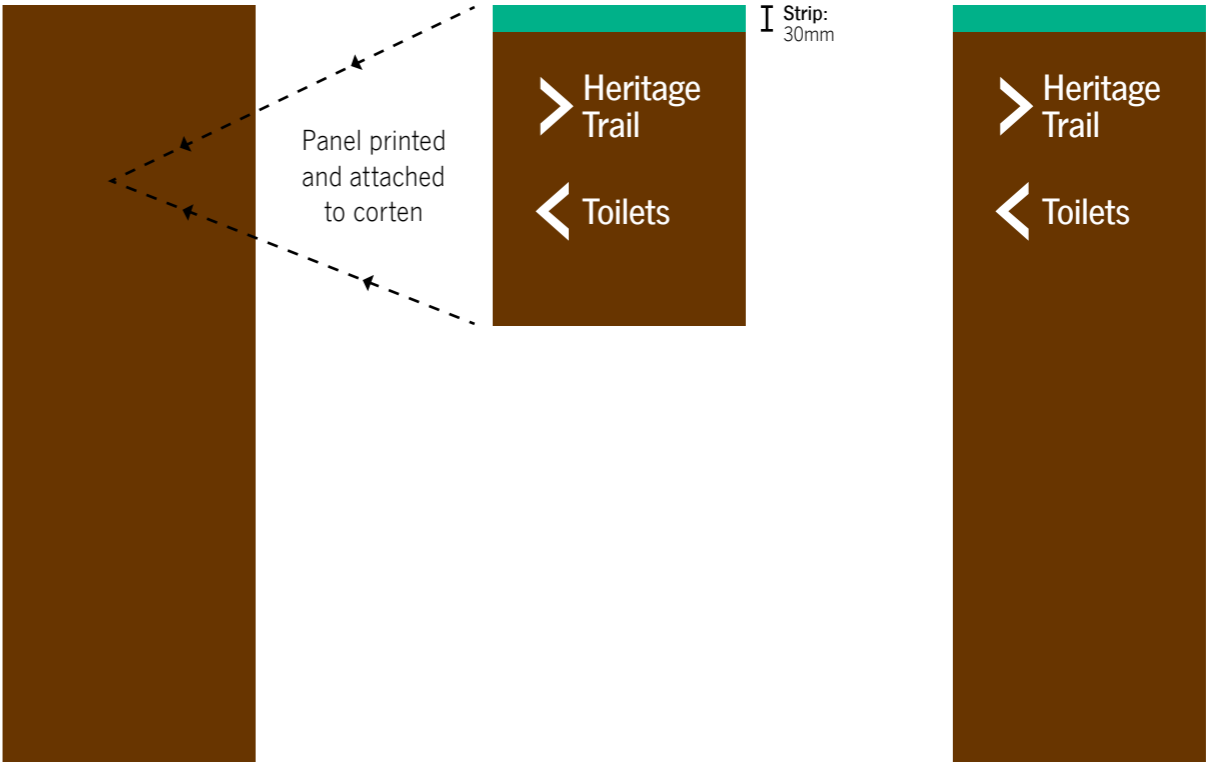 Panel printed
and attached
to corten
Heritage
Trail
Toilets
Strip:
30mm
Heritage
Trail
Toilets